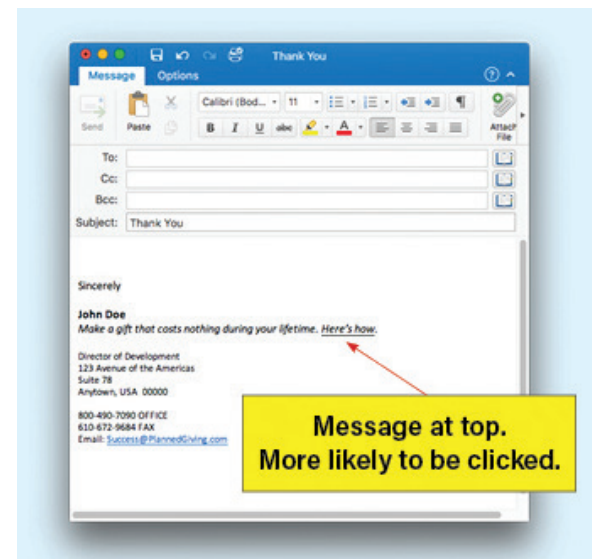 Thank You
Message Options
Calibri (Bod... 11
Send Paste B I U abc A Attach File
To:
Cc:
Bcc:
Subject: Thank You
Sincerely
John Doe
Make a gift that costs nothing during your lifetime. Here's how.
Director of Development
123 Avenue of the Americas
Suite 78
Anytown, USA 00000
800-490-7090 OFFICE
610-672-9684 FAX
Email: Success@PlannedGiving.com
Message at top.
More likely to be clicked.